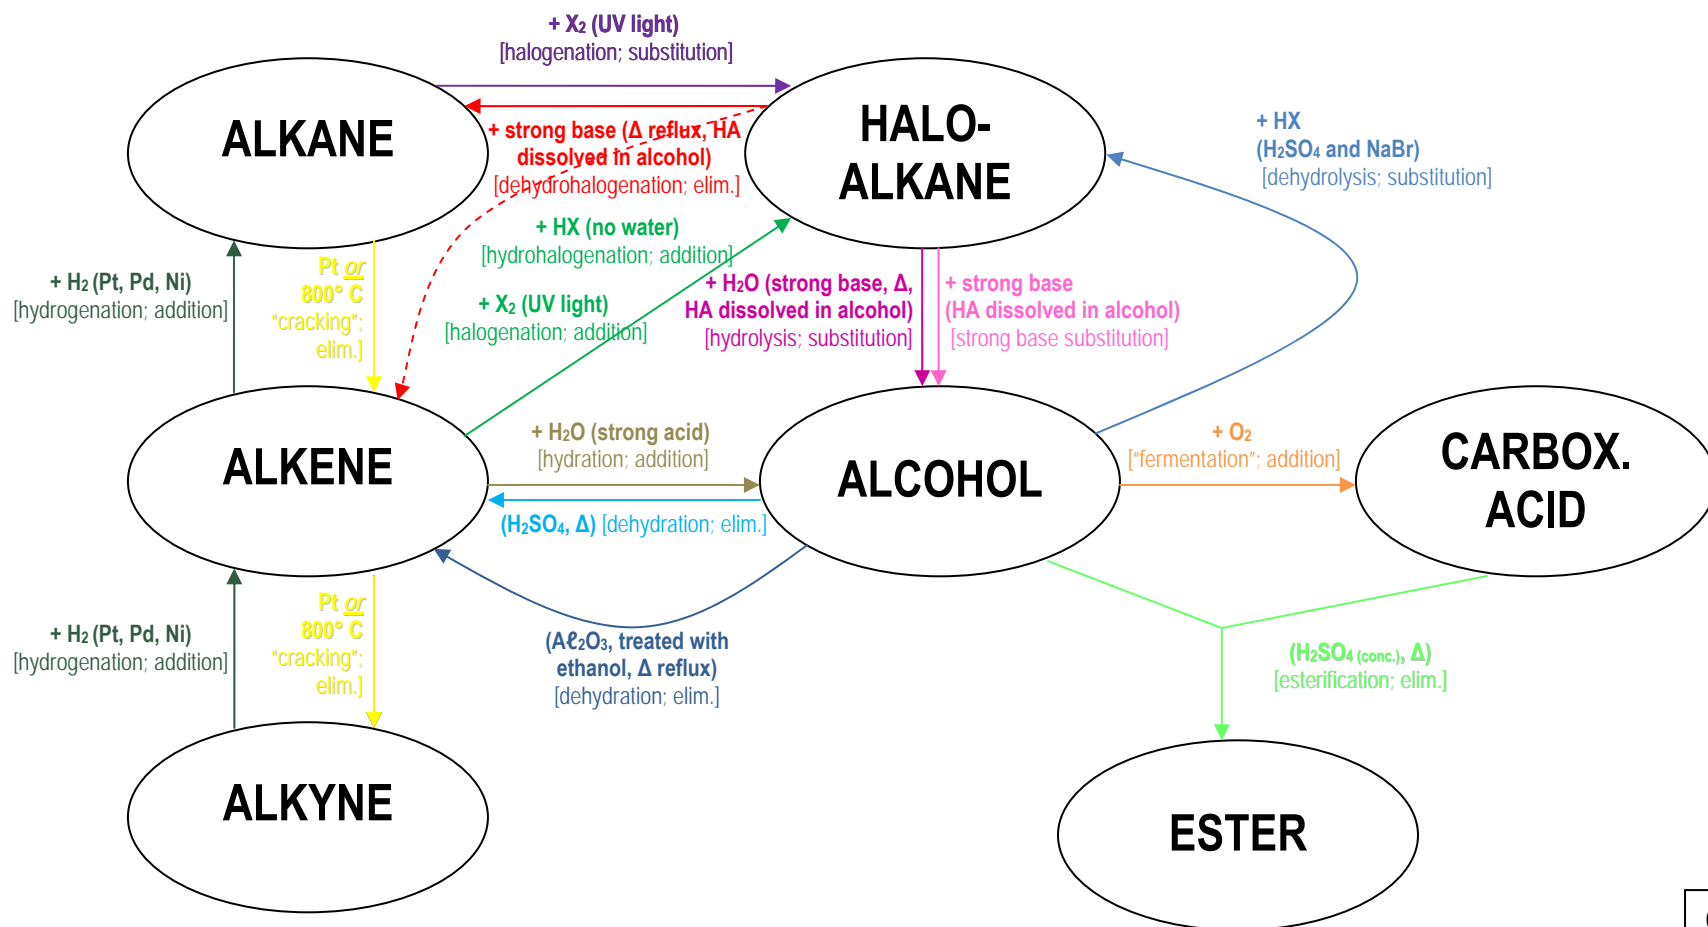 + X₂ (UV light)
[halogenation; substitution]
ALKANE
HALO-
ALKANE
+ strong base (Δ reflux, HA
dissolved in alcohol)
[dehydrohalogenation; elim.]
+ HX
(H₂SO₄ and NaBr)
[dehydrolysis; substitution]
+ HX (no water)
[hydrohalogenation; addition]
+ H₂ (Pt, Pd, Ni)
[hydrogenation; addition]
Pt or
800° C
"cracking";
elim.]
+ X₂ (UV light)
[halogenation; addition]
+ H₂O (strong base, Δ,
HA dissolved in alcohol)
[hydrolysis; substitution]
+ strong base
(HA dissolved in alcohol)
[strong base substitution]
ALKENE
+ H₂O (strong acid)
[hydration; addition]
(H₂SO₄, Δ) [dehydration; elim.]
ALCOHOL
+ O₂
["fermentation"; addition]
CARBOX.
ACID
+ H₂ (Pt, Pd, Ni)
[hydrogenation; addition]
Pt or
800° C
"cracking";
elim.]
(Aℓ₂O₃, treated with
ethanol, Δ reflux)
[dehydration; elim.]
(H₂SO₄ (conc.), Δ)
[esterification; elim.]
ALKYNE
ESTER